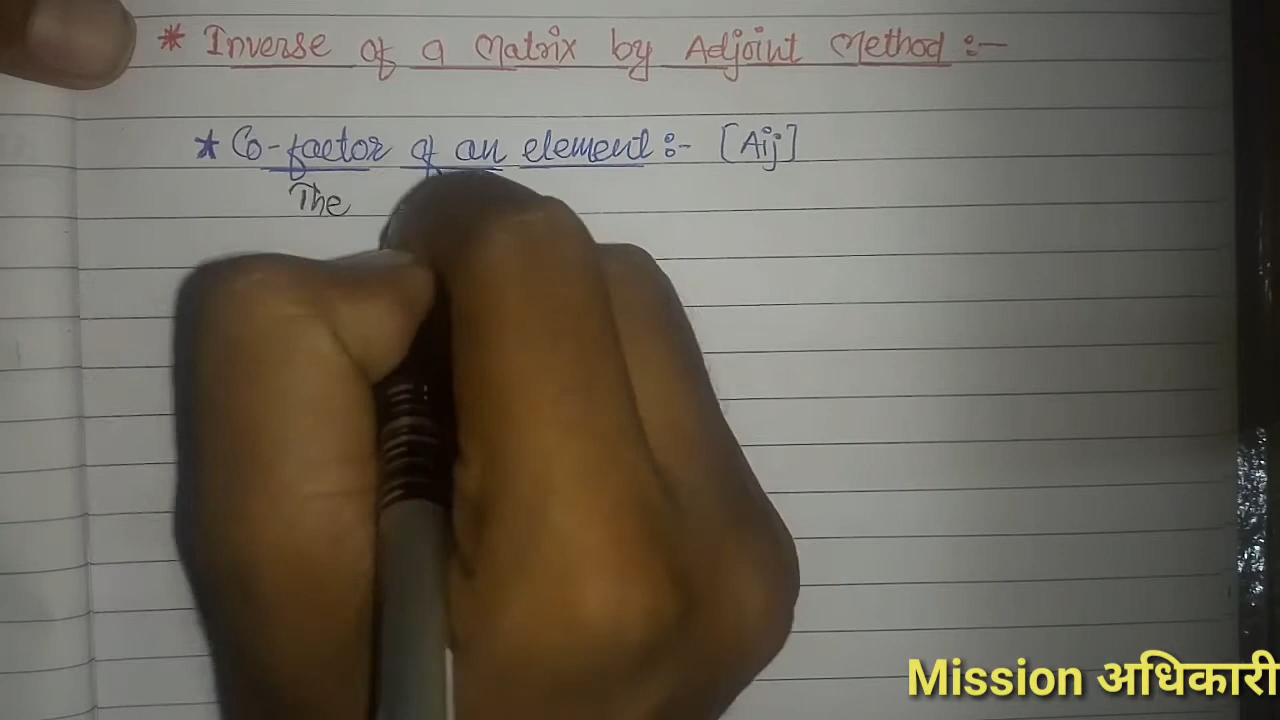 * Inverse of a Matrix by Adjoint Method :-
* Co-factor of an element :- [Aij]
The
Mission अधिकारी